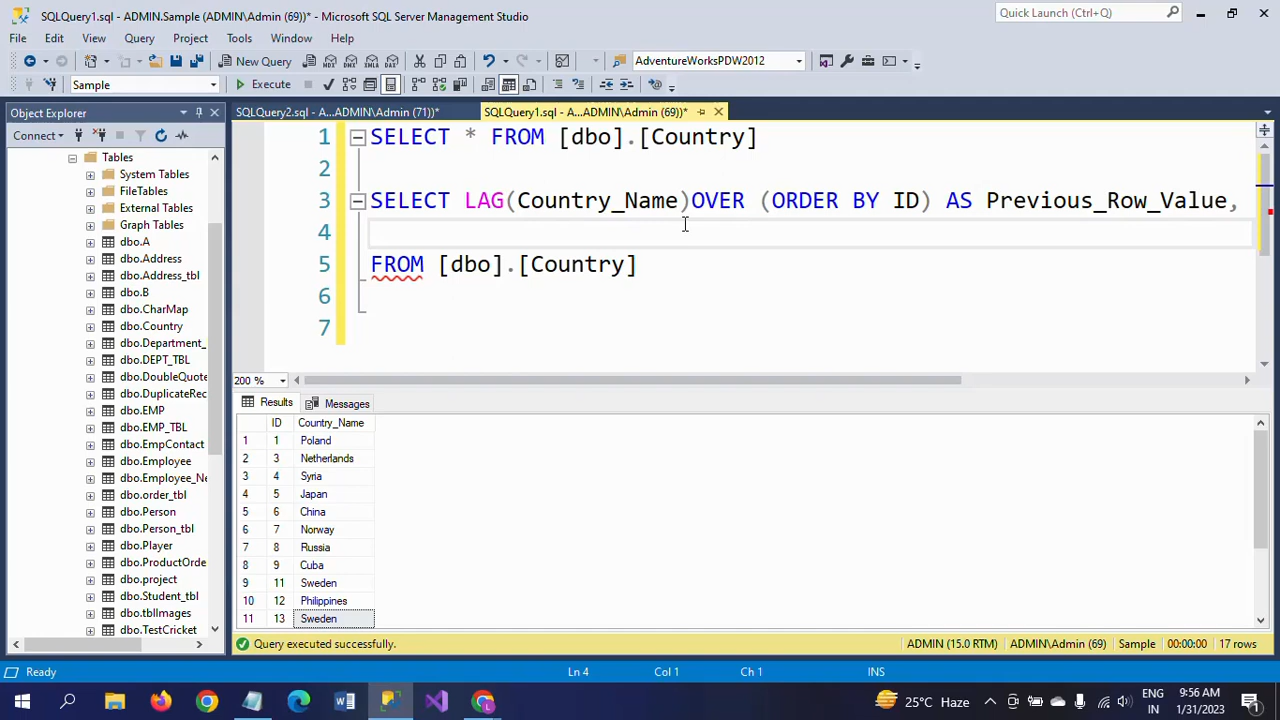 SQLQuery1.sql - ADMIN.Sample (ADMIN\Admin (69))* - Microsoft SQL Server Management Studio
Quick Launch (Ctrl+Q)
File Edit View Query Project Tools Window Help
New Query
AdventureWorksPDW2012
Sample
Execute
Object Explorer
SQLQuery2.sql - A...ADMIN\Admin (71))*
SQLQuery1.sql - A...ADMIN\Admin (69))*
Connect
Tables
System Tables
FileTables
External Tables
Graph Tables
dbo.A
dbo.Address
dbo.Address_tbl
dbo.B
dbo.CharMap
dbo.Country
dbo.Department_
dbo.DEPT_TBL
dbo.DoubleQuote
dbo.DuplicateRec
dbo.EMP
dbo.EMP_TBL
dbo.EmpContact
dbo.Employee
dbo.Employee_Ne
dbo.order_tbl
dbo.Person
dbo.Person_tbl
dbo.Player
dbo.ProductOrde
dbo.project
dbo.Student_tbl
dbo.tblImages
dbo.TestCricket
1 SELECT * FROM [dbo].[Country]
2
3 SELECT LAG(Country_Name)OVER (ORDER BY ID) AS Previous_Row_Value,
4
5 FROM [dbo].[Country]
6
7
200 %
Results Messages
ID Country_Name
1 1 Poland
2 3 Netherlands
3 4 Syria
4 5 Japan
5 6 China
6 7 Norway
7 8 Russia
8 9 Cuba
9 11 Sweden
10 12 Philippines
11 13 Sweden
Query executed successfully.
ADMIN (15.0 RTM) ADMIN\Admin (69) Sample 00:00:00 17 rows
Ready Ln 4 Col 1 Ch 1 INS
25°C Haze
ENG
IN
9:56 AM
1/31/2023